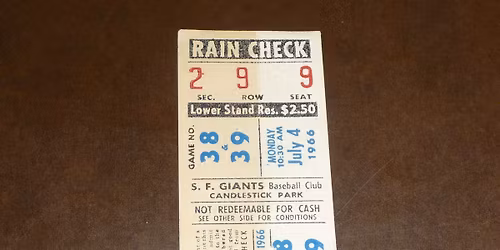 RAIN CHECK
2 9 9
SEC. ROW SEAT
Lower Stand Res. $2.50
GAME NO.
38 & 39
MONDAY
10:30 AM
July 4
1966
S. F. GIANTS Baseball Club
CANDLESTICK PARK
NOT REDEEMABLE FOR CASH
SEE OTHER SIDE FOR CONDITIONS
1966